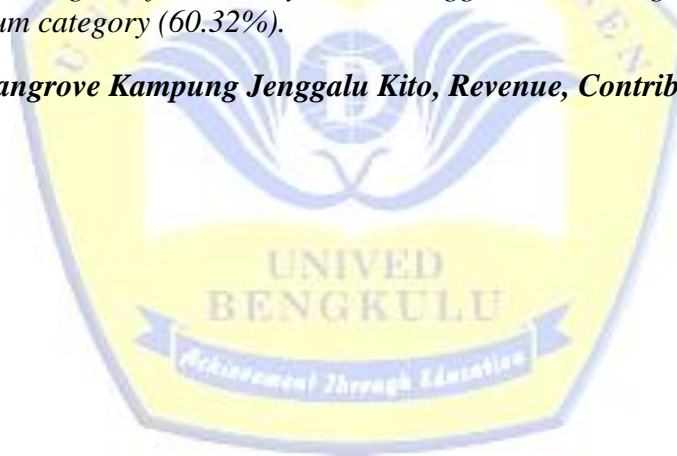 um category (60.32%).
angrove Kampung Jenggalu Kito, Revenue, Contrib
UNIVED
BENGKULU
Achievement Through Education